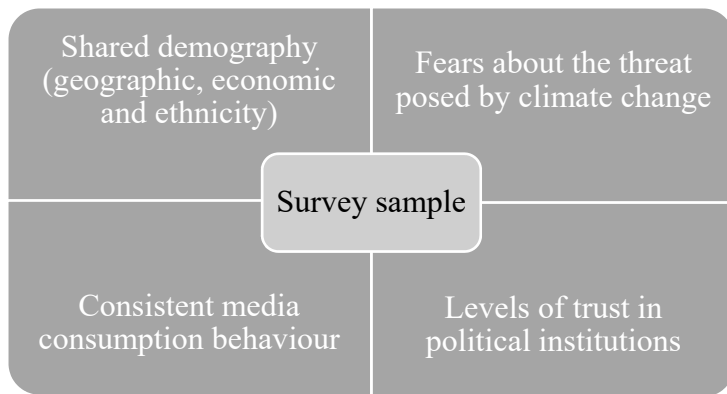 Shared demography
(geographic, economic
and ethnicity)
Fears about the threat
posed by climate change
Survey sample
Consistent media
consumption behaviour
Levels of trust in
political institutions